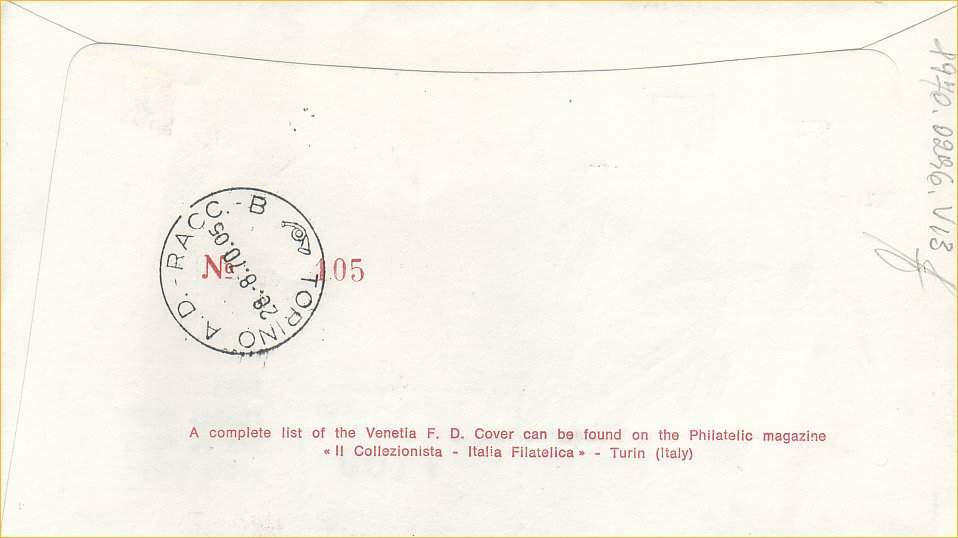 TORINO A.D. - RACC. - B
28.-8.70.05
№ 105
A complete list of the Venetia F. D. Cover can be found on the Philatelic magazine
« Il Collezionista - Italia Filatelica » - Turin (Italy)